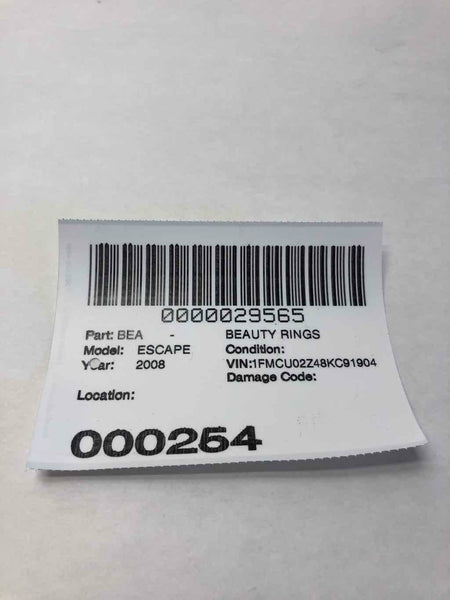 0000029565
Part: BEA - BEAUTY RINGS
Model: ESCAPE Condition:
Year: 2008 VIN:1FMCU02Z48KC91904
Damage Code:
Location:
000254